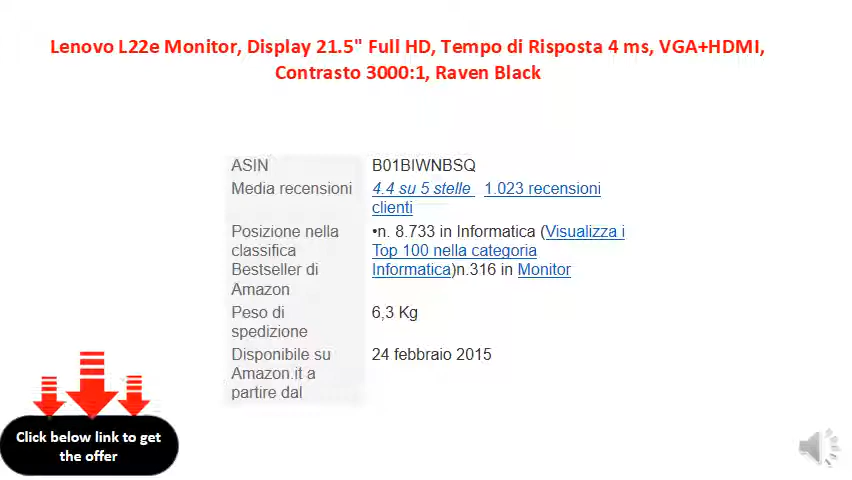 Lenovo L22e Monitor, Display 21.5" Full HD, Tempo di Risposta 4 ms, VGA+HDMI,
Contrasto 3000:1, Raven Black
ASIN B01BIWNBSQ
Media recensioni 4.4 su 5 stelle 1.023 recensioni
clienti
Posizione nella •n. 8.733 in Informatica (Visualizza i
classifica Top 100 nella categoria
Bestseller di Informatica)n.316 in Monitor
Amazon
Peso di 6,3 Kg
spedizione
Disponibile su 24 febbraio 2015
Amazon.it a
partire dal
Click below link to get
the offer